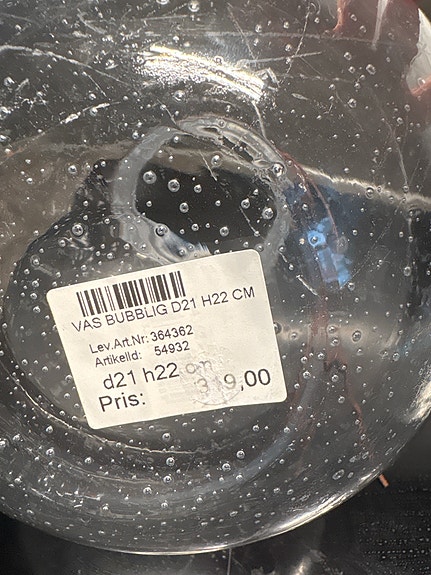 VAS BUBBLIG D21 H22 CM
Lev.Art.Nr: 364362
ArtikelId: 54932
d21 h22 cm
Pris: 319,00